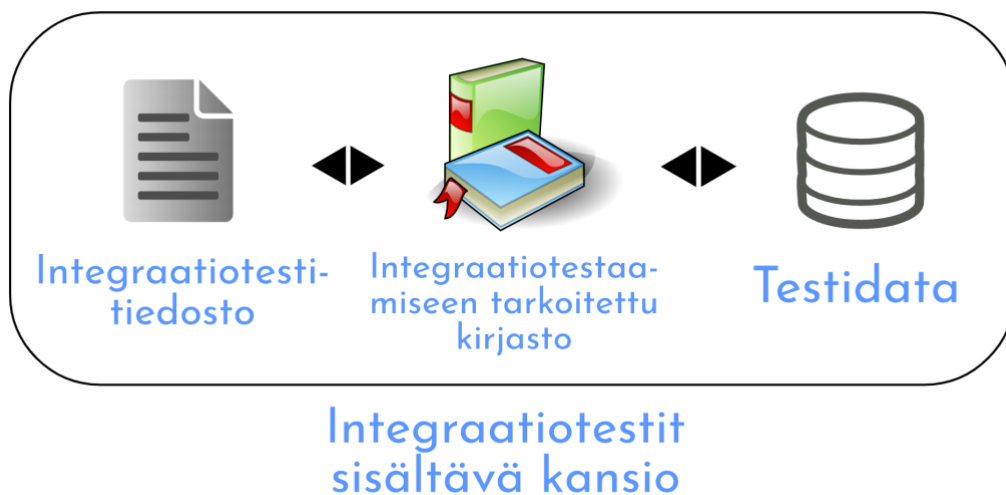 Integraatiotesti-
tiedosto
Integraatiotestaa-
miseen tarkoitettu
kirjasto
Testidata
Integraatiotestit
sisältävä kansio